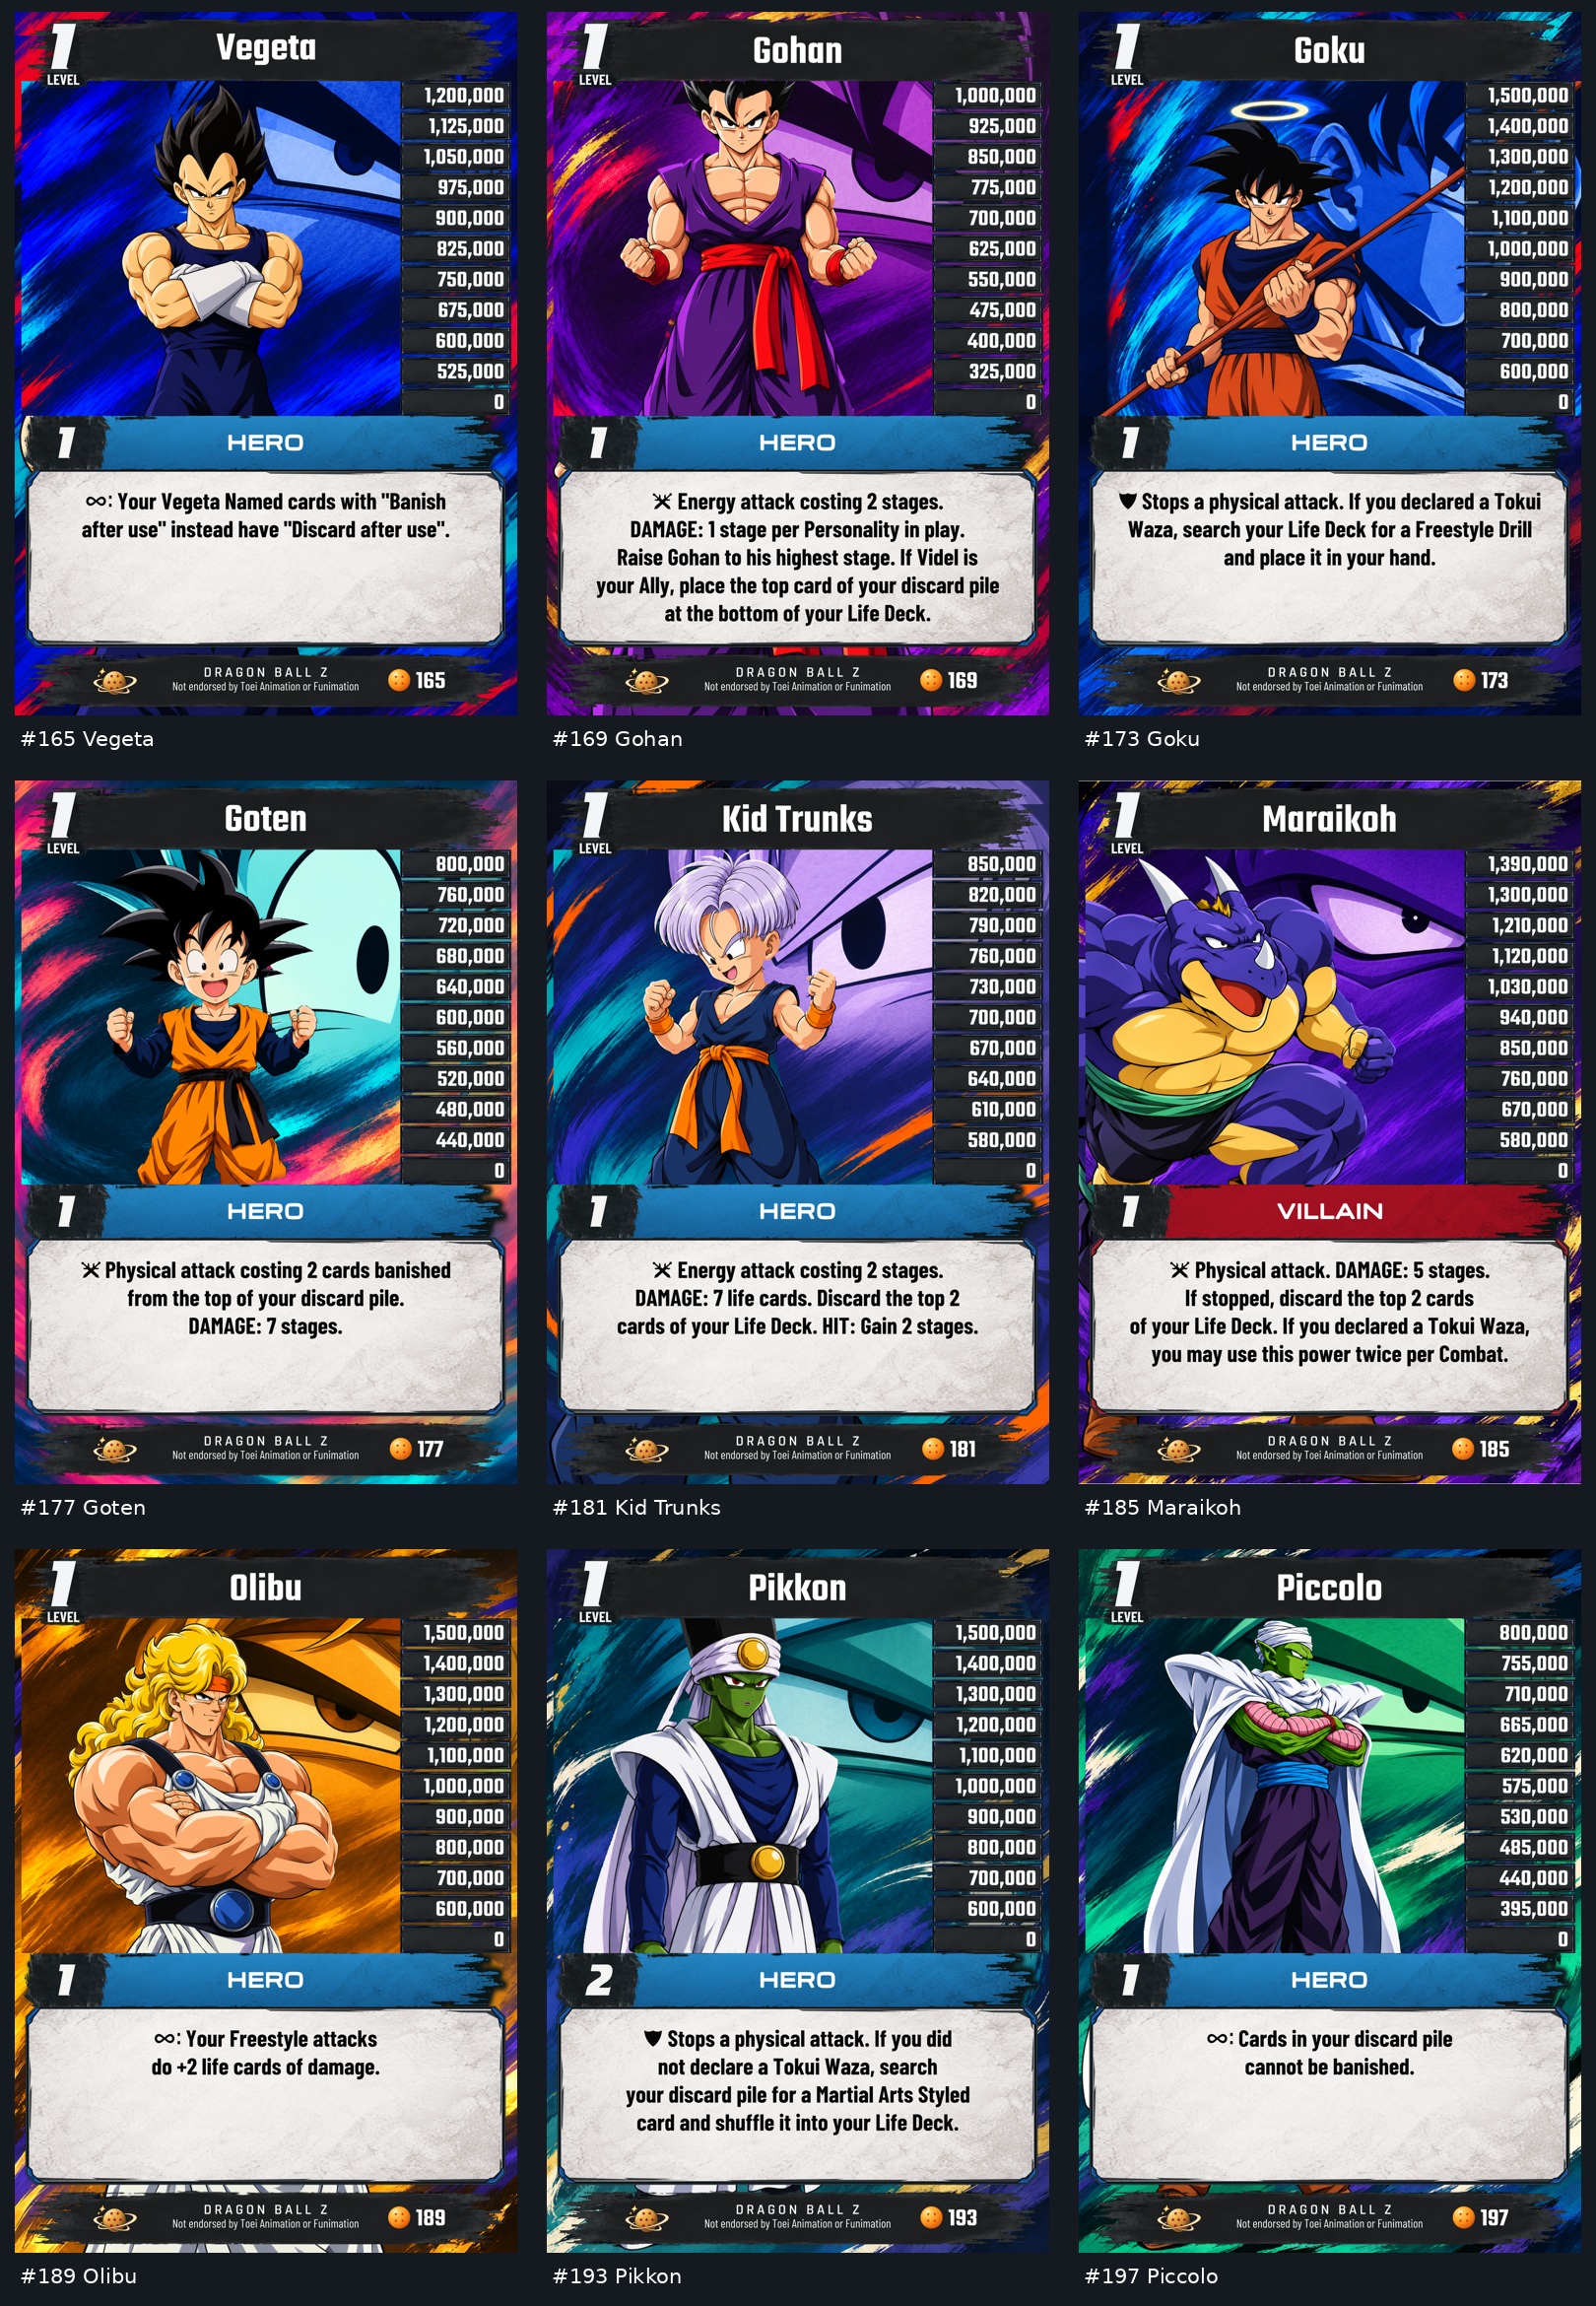 1
LEVEL
Vegeta
1,200,000
1,125,000
1,050,000
975,000
900,000
825,000
750,000
675,000
600,000
525,000
0
1
HERO
∞: Your Vegeta Named cards with "Banish
after use" instead have "Discard after use".
DRAGON BALL Z
Not endorsed by Toei Animation or Funimation
165
#165 Vegeta
1
LEVEL
Gohan
1,000,000
925,000
850,000
775,000
700,000
625,000
550,000
475,000
400,000
325,000
0
1
HERO
Energy attack costing 2 stages.
DAMAGE: 1 stage per Personality in play.
Raise Gohan to his highest stage. If Videl is
your Ally, place the top card of your discard pile
at the bottom of your Life Deck.
DRAGON BALL Z
Not endorsed by Toei Animation or Funimation
169
#169 Gohan
1
LEVEL
Goku
1,500,000
1,400,000
1,300,000
1,200,000
1,100,000
1,000,000
900,000
800,000
700,000
600,000
0
1
HERO
Stops a physical attack. If you declared a Tokui
Waza, search your Life Deck for a Freestyle Drill
and place it in your hand.
DRAGON BALL Z
Not endorsed by Toei Animation or Funimation
173
#173 Goku
1
LEVEL
Goten
800,000
760,000
720,000
680,000
640,000
600,000
560,000
520,000
480,000
440,000
0
1
HERO
Physical attack costing 2 cards banished
from the top of your discard pile.
DAMAGE: 7 stages.
DRAGON BALL Z
Not endorsed by Toei Animation or Funimation
177
#177 Goten
1
LEVEL
Kid Trunks
850,000
820,000
790,000
760,000
730,000
700,000
670,000
640,000
610,000
580,000
0
1
HERO
Energy attack costing 2 stages.
DAMAGE: 7 life cards. Discard the top 2
cards of your Life Deck. HIT: Gain 2 stages.
DRAGON BALL Z
Not endorsed by Toei Animation or Funimation
181
#181 Kid Trunks
1
LEVEL
Maraikoh
1,390,000
1,300,000
1,210,000
1,120,000
1,030,000
940,000
850,000
760,000
670,000
580,000
0
1
VILLAIN
Physical attack. DAMAGE: 5 stages.
If stopped, discard the top 2 cards
of your Life Deck. If you declared a Tokui Waza,
you may use this power twice per Combat.
DRAGON BALL Z
Not endorsed by Toei Animation or Funimation
185
#185 Maraikoh
1
LEVEL
Olibu
1,500,000
1,400,000
1,300,000
1,200,000
1,100,000
1,000,000
900,000
800,000
700,000
600,000
0
1
HERO
∞: Your Freestyle attacks
do +2 life cards of damage.
DRAGON BALL Z
Not endorsed by Toei Animation or Funimation
189
#189 Olibu
1
LEVEL
Pikkon
1,500,000
1,400,000
1,300,000
1,200,000
1,100,000
1,000,000
900,000
800,000
700,000
600,000
0
2
HERO
Stops a physical attack. If you did
not declare a Tokui Waza, search
your discard pile for a Martial Arts Styled
card and shuffle it into your Life Deck.
DRAGON BALL Z
Not endorsed by Toei Animation or Funimation
193
#193 Pikkon
1
LEVEL
Piccolo
800,000
755,000
710,000
665,000
620,000
575,000
530,000
485,000
440,000
395,000
0
1
HERO
∞: Cards in your discard pile
cannot be banished.
DRAGON BALL Z
Not endorsed by Toei Animation or Funimation
197
#197 Piccolo